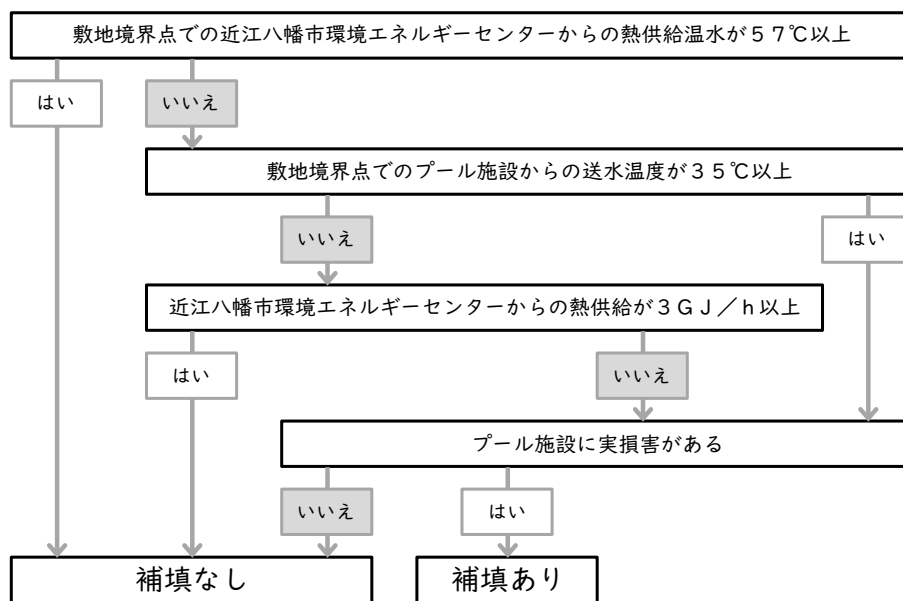 敷地境界点での近江八幡市環境エネルギーセンターからの熱供給温水が５７℃以上
はい
いいえ
敷地境界点でのプール施設からの送水温度が３５℃以上
いいえ
はい
近江八幡市環境エネルギーセンターからの熱供給が３ＧＪ／ｈ以上
はい
いいえ
プール施設に実損害がある
いいえ
はい
補填なし
補填あり